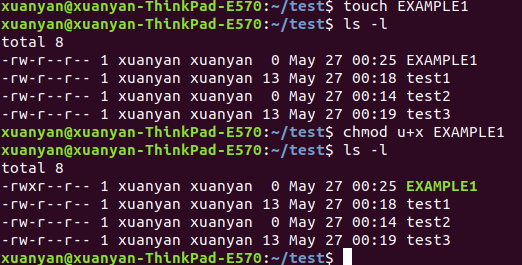 xuanyan@xuanyan-ThinkPad-E570:~/test$ touch EXAMPLE1
xuanyan@xuanyan-ThinkPad-E570:~/test$ ls -l
total 8
-rw-r--r-- 1 xuanyan xuanyan  0 May 27 00:25 EXAMPLE1
-rw-r--r-- 1 xuanyan xuanyan 13 May 27 00:18 test1
-rw-r--r-- 1 xuanyan xuanyan  0 May 27 00:14 test2
-rw-r--r-- 1 xuanyan xuanyan 13 May 27 00:19 test3
xuanyan@xuanyan-ThinkPad-E570:~/test$ chmod u+x EXAMPLE1
xuanyan@xuanyan-ThinkPad-E570:~/test$ ls -l
total 8
-rwxr--r-- 1 xuanyan xuanyan  0 May 27 00:25 EXAMPLE1
-rw-r--r-- 1 xuanyan xuanyan 13 May 27 00:18 test1
-rw-r--r-- 1 xuanyan xuanyan  0 May 27 00:14 test2
-rw-r--r-- 1 xuanyan xuanyan 13 May 27 00:19 test3
xuanyan@xuanyan-ThinkPad-E570:~/test$